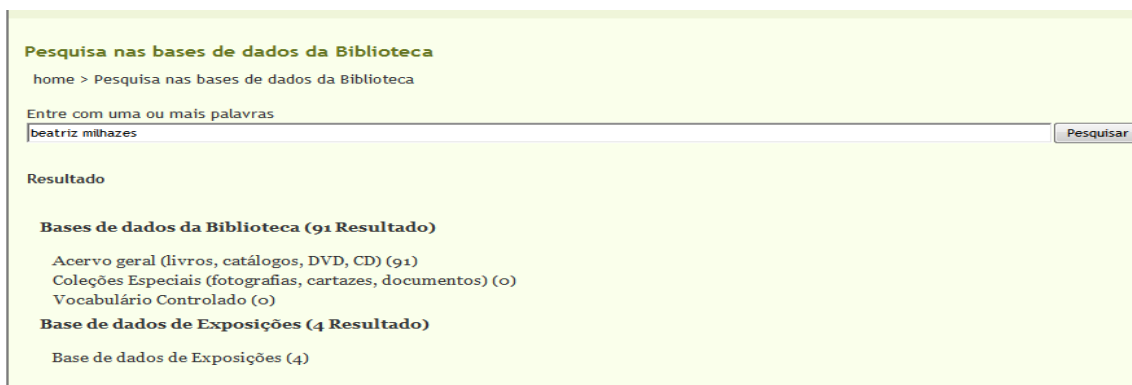 Pesquisa nas bases de dados da Biblioteca
home > Pesquisa nas bases de dados da Biblioteca
Entre com uma ou mais palavras
beatriz milhazes
Pesquisar
Resultado
Bases de dados da Biblioteca (91 Resultado)
Acervo geral (livros, catálogos, DVD, CD) (91)
Coleções Especiais (fotografias, cartazes, documentos) (0)
Vocabulário Controlado (0)
Base de dados de Exposições (4 Resultado)
Base de dados de Exposições (4)